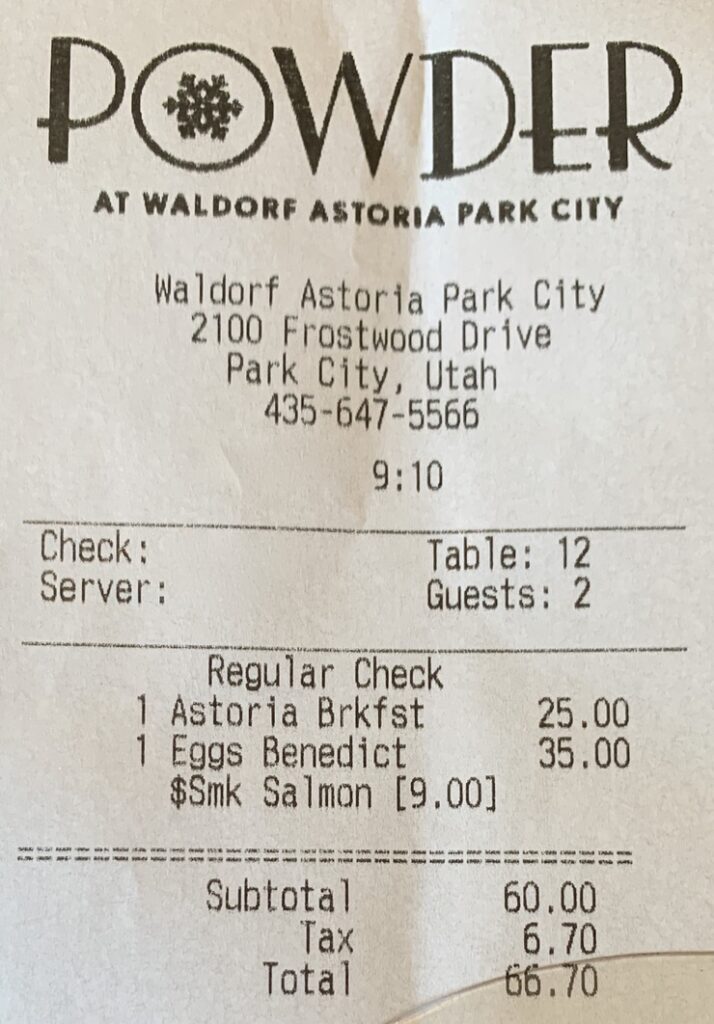 POWDER
AT WALDORF ASTORIA PARK CITY
Waldorf Astoria Park City
2100 Frostwood Drive
Park City, Utah
435-647-5566
9:10
Check: Table: 12
Server: Guests: 2
Regular Check
1 Astoria Brkfst 25.00
1 Eggs Benedict 35.00
$Smk Salmon [9.00]
Subtotal 60.00
Tax 6.70
Total 66.70